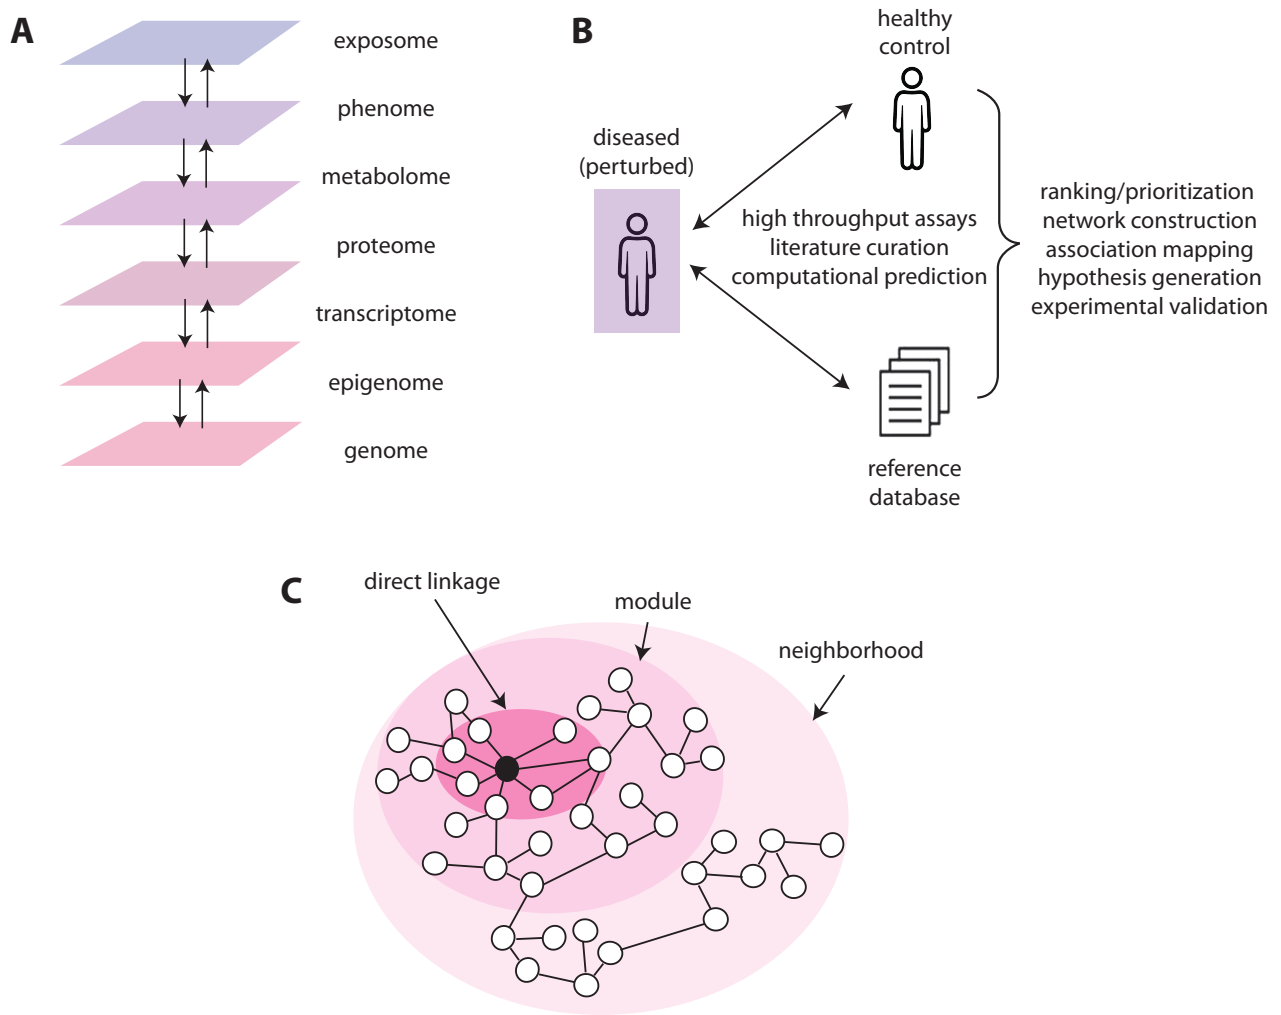 A
exposome
phenome
metabolome
proteome
transcriptome
epigenome
genome
B
healthy
control
diseased
(perturbed)
high throughput assays
literature curation
computational prediction
reference
database
ranking/prioritization
network construction
association mapping
hypothesis generation
experimental validation
C
direct linkage
module
neighborhood